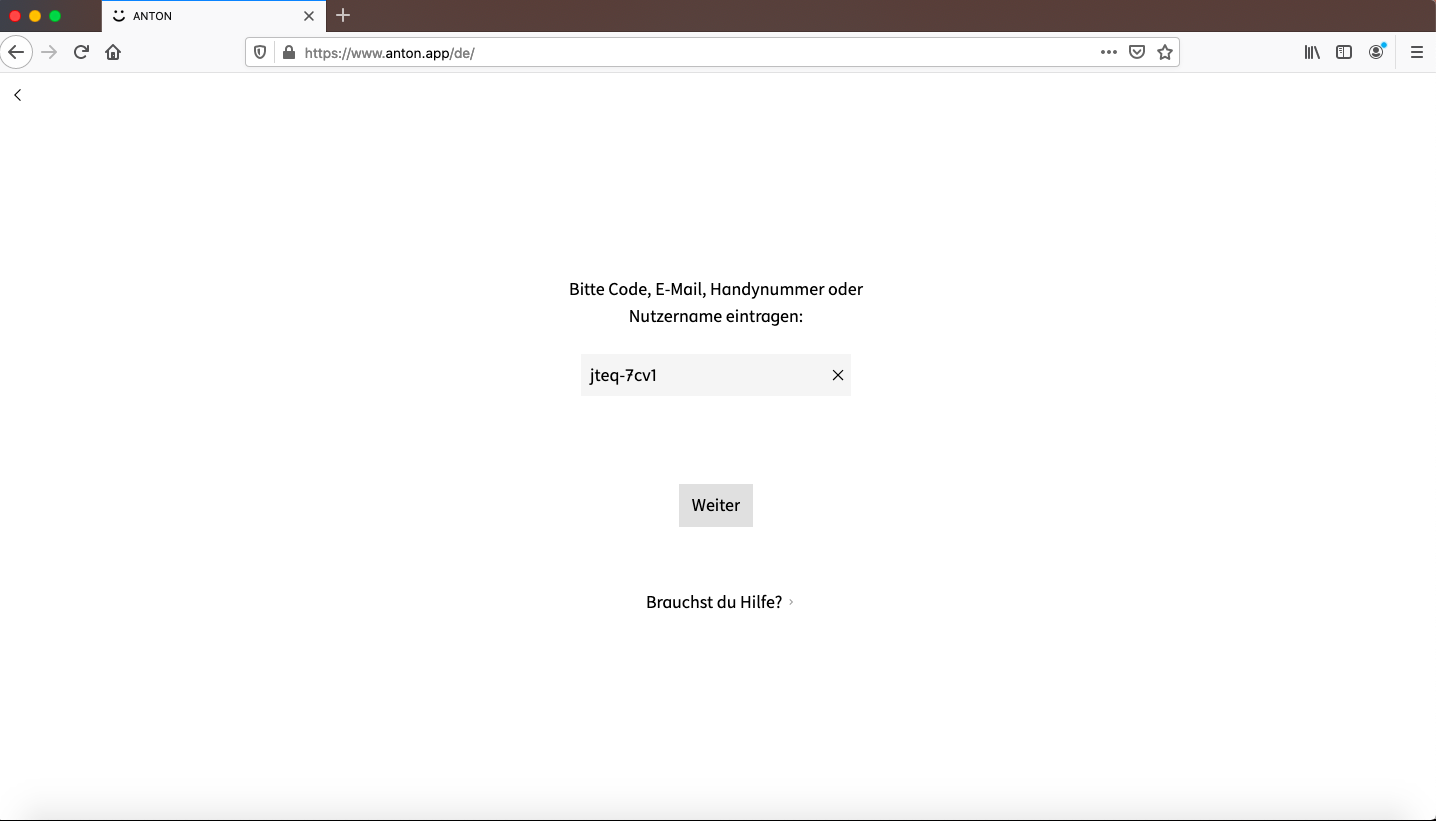 ANTON
https://www.anton.app/de/
Bitte Code, E-Mail, Handynummer oder
Nutzername eintragen:
jteq-7cv1
Weiter
Brauchst du Hilfe?